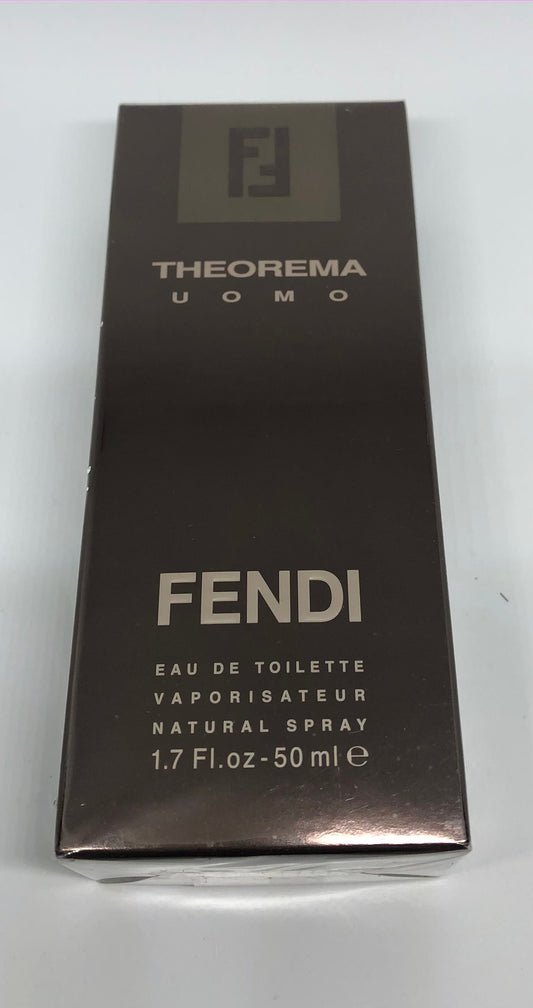 THEOREMA
UOMO
FENDI
EAU DE TOILETTE
VAPORISATEUR
NATURAL SPRAY
1.7 Fl.oz - 50 ml ℮